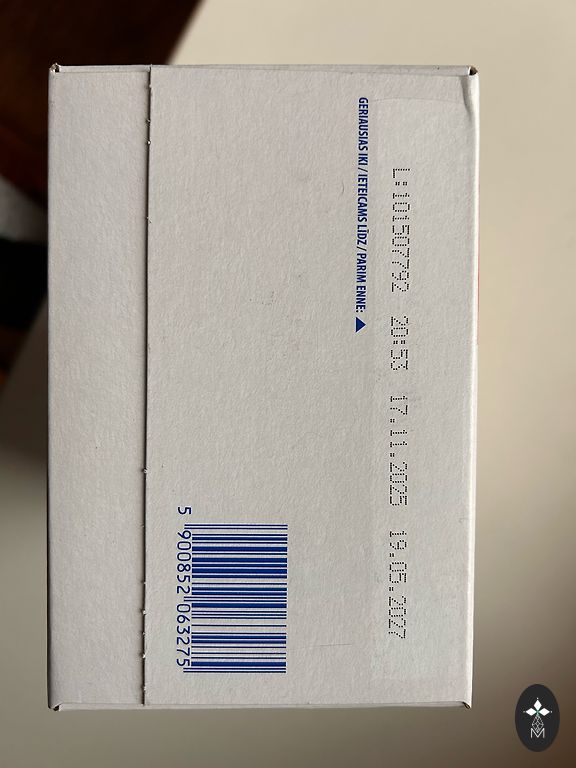 GERIAUSIAS IKI / IETEICAMS LĪDZ / PARIM ENNE: ▲
L:101507792 20:53 17.11.2025 19.05.2027
5 900852 063275
M